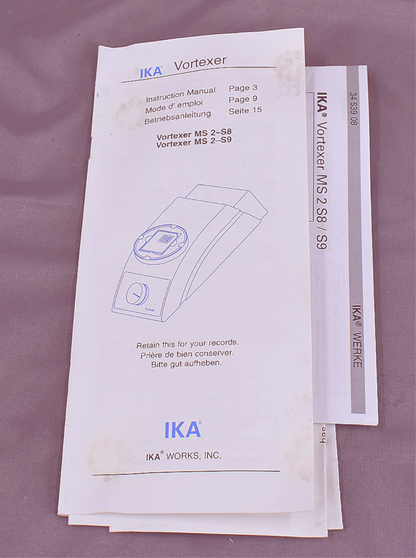 IKA® Vortexer
Instruction Manual Page 3
Mode d' emploi Page 9
Betriebsanleitung Seite 15
Vortexer MS 2-S8
Vortexer MS 2-S9
Retain this for your records.
Prière de bien conserver.
Bitte gut aufheben.
IKA®
IKA® WORKS, INC.
34 539 08
IKA® Vortexer MS 2 S8 / S9
IKA® WERKE